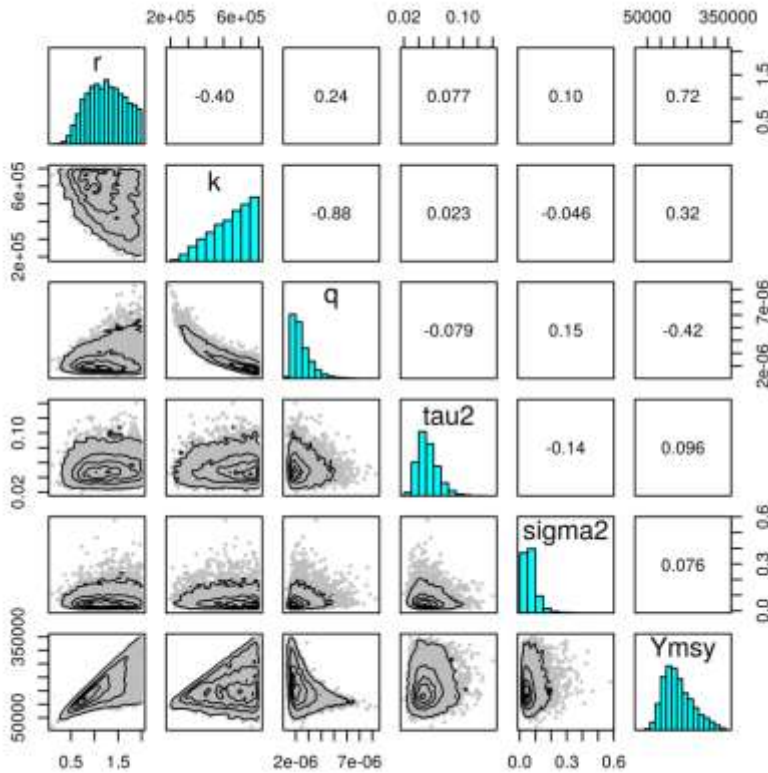 2e+05 6e+05 0.02 0.10 50000 350000
r -0.40 0.24 0.077 0.10 0.72 0.5 1.5
2e+05 6e+05 k -0.88 0.023 -0.046 0.32
q -0.079 0.15 -0.42 2e-06 7e-06
0.02 0.10 tau2 -0.14 0.096
sigma2 0.076 0.0 0.3 0.6
50000 350000 Ymsy
0.5 1.5 2e-06 7e-06 0.0 0.3 0.6